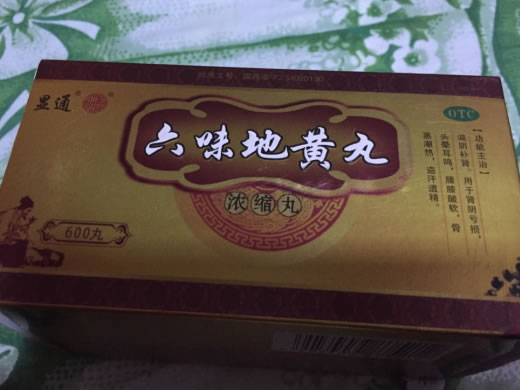 显通
六味地黄丸
浓缩丸
600丸
OTC
【功能主治】
滋阴补肾。用于肾阴亏损,
头晕耳鸣,腰膝酸软,骨
蒸潮热,盗汗遗精。